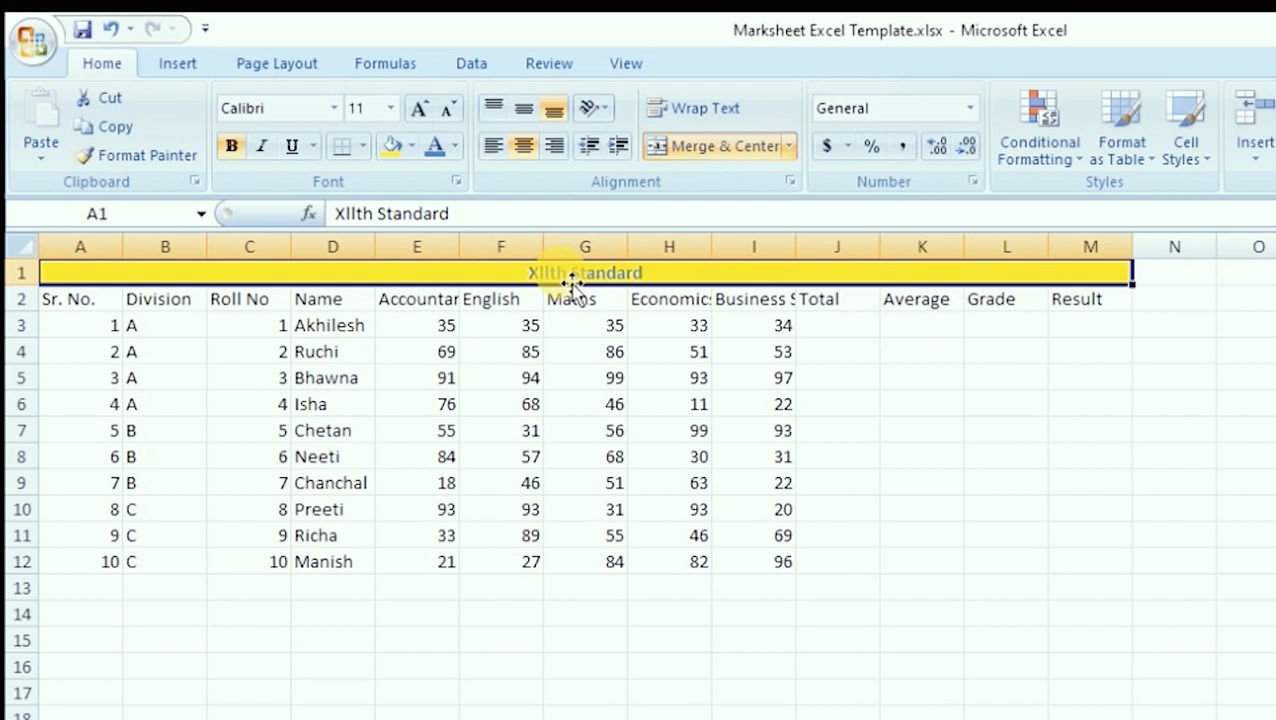 Marksheet Excel Template.xlsx - Microsoft Excel
Home Insert Page Layout Formulas Data Review View
Cut
Copy
Format Painter
Paste
Clipboard
Calibri 11
B I U A
Font
Wrap Text
Merge & Center
Alignment
General
$ % , .00 .00
Number
Conditional Formatting
Format as Table
Cell Styles
Styles
Insert
A1 fx XIIth Standard
A B C D E F G H I J K L M N O
1 XIIth Standard
2 Sr. No. Division Roll No Name Accountar English Maths Economic: Business S Total Average Grade Result
3 1 A 1 Akhilesh 35 35 35 33 34
4 2 A 2 Ruchi 69 85 86 51 53
5 3 A 3 Bhawna 91 94 99 93 97
6 4 A 4 Isha 76 68 46 11 22
7 5 B 5 Chetan 55 31 56 99 93
8 6 B 6 Neeti 84 57 68 30 31
9 7 B 7 Chanchal 18 46 51 63 22
10 8 C 8 Preeti 93 93 31 93 20
11 9 C 9 Richa 33 89 55 46 69
12 10 C 10 Manish 21 27 84 82 96
13
14
15
16
17
18